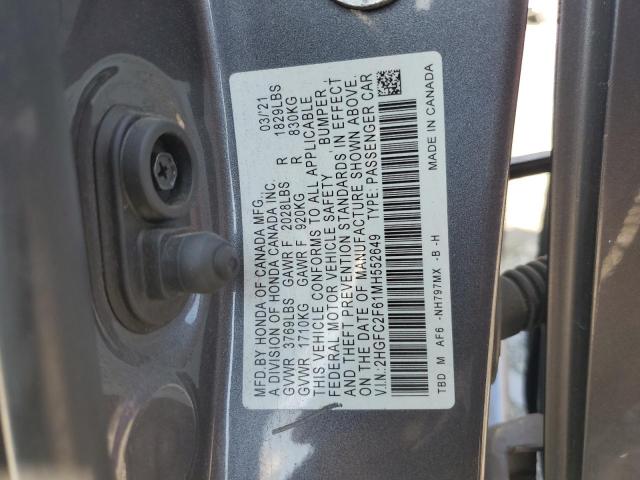 MFD.BY HONDA OF CANADA MFG.,
A DIVISION OF HONDA CANADA INC. 03/'21
GVWR 3769LBS GAWR F 2028LBS R 1829LBS
GVWR 1710KG GAWR F 920KG R 830KG
THIS VEHICLE CONFORMS TO ALL APPLICABLE
FEDERAL MOTOR VEHICLE SAFETY, BUMPER,
AND THEFT PREVENTION STANDARDS IN EFFECT
ON THE DATE OF MANUFACTURE SHOWN ABOVE.
V.I.N.:2HGFC2F61MH552649 TYPE: PASSENGER CAR
TBD M AF6 -NH797MX -B -H MADE IN CANADA